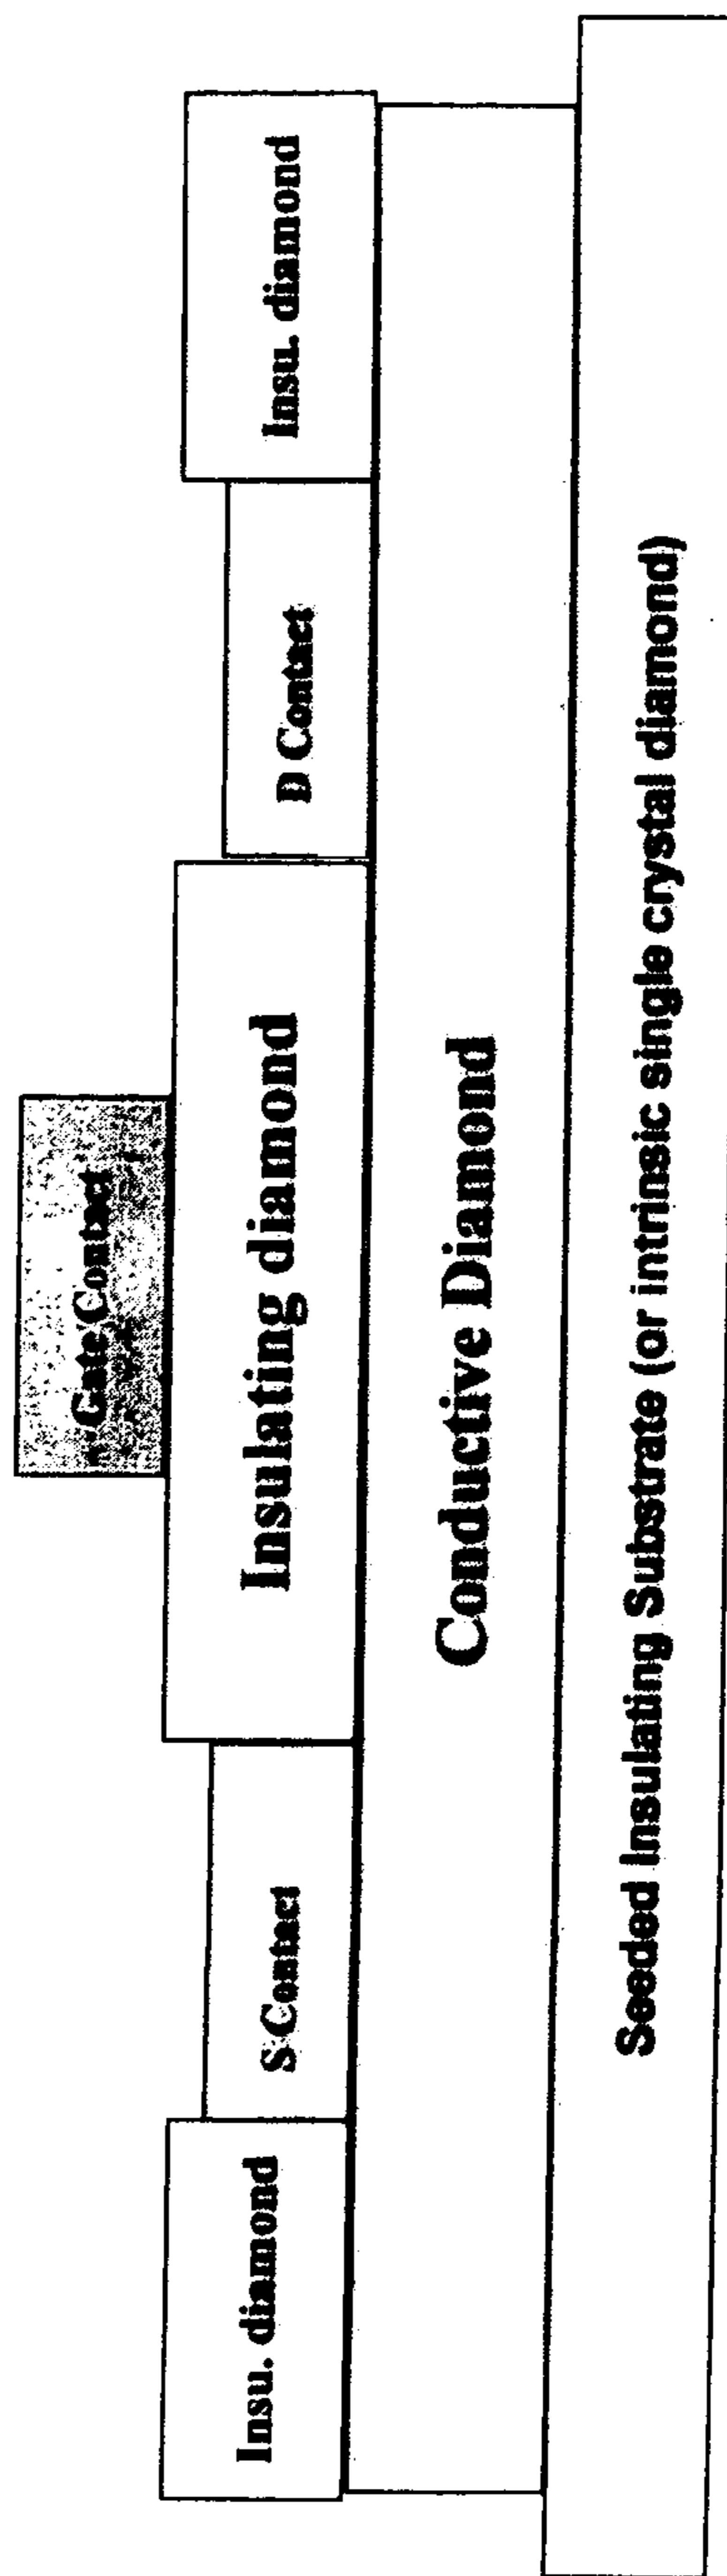 Gate Contact
Insu. diamond
S Contact
Insulating diamond
D Contact
Insu. diamond
Conductive Diamond
Seeded Insulating Substrate (or intrinsic single crystal diamond)